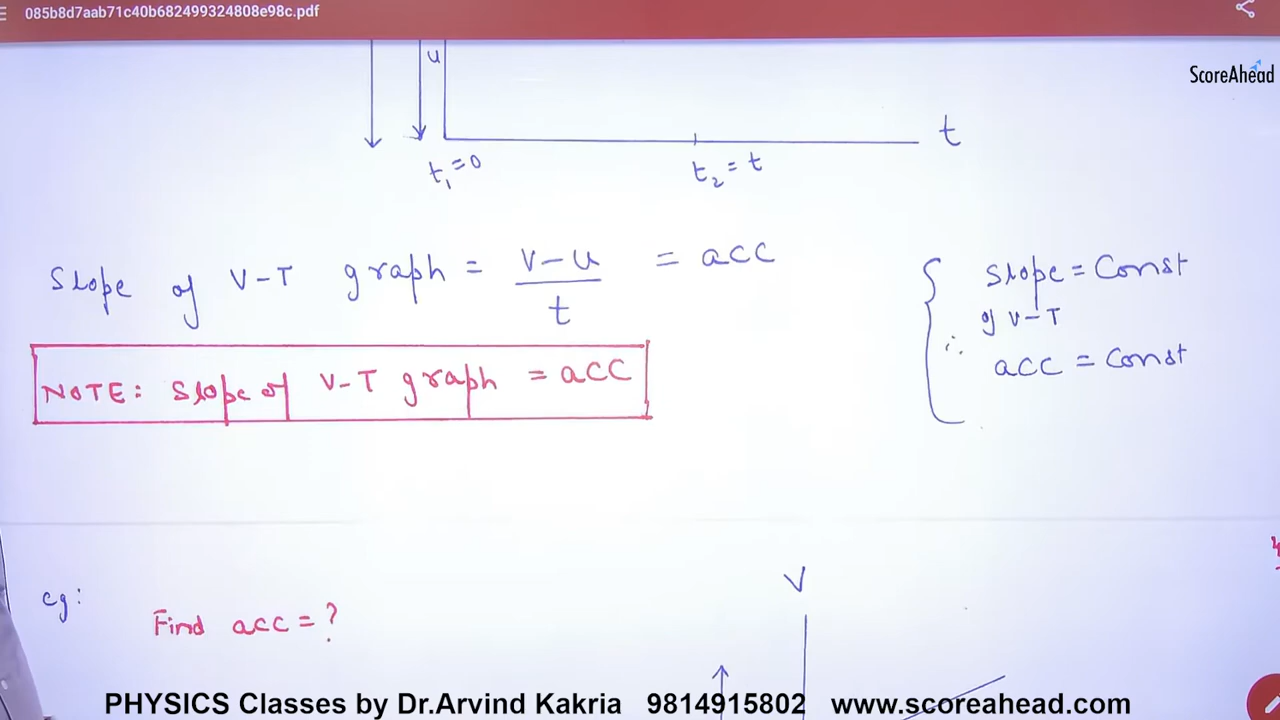 085b8d7aab71c40b682499324808e98c.pdf
ScoreAhead
u
t
t₁=0
t₂=t
Slope of V-T graph = v-u/t = acc
NOTE: Slope of V-T graph = acc
Slope = Const
of V-T
∴ acc = Const
V
eg:
Find acc = ?
PHYSICS Classes by Dr.Arvind Kakria 9814915802 www.scoreahead.com